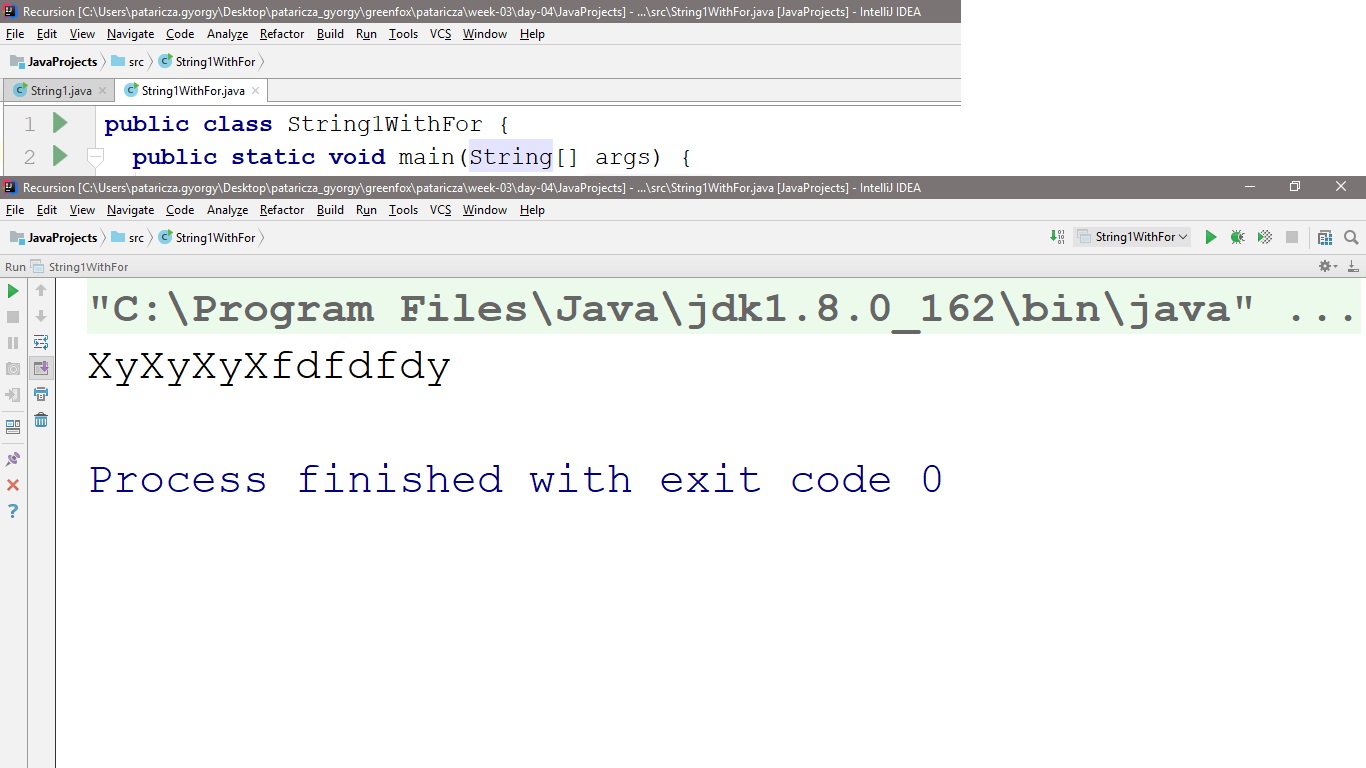 Recursion [C:\Users\pataricza.gyorgy\Desktop\pataricza_gyorgy\greenfox\pataricza\week-03\day-04\JavaProjects] - ...\src\String1WithFor.java [JavaProjects] - IntelliJ IDEA
File Edit View Navigate Code Analyze Refactor Build Run Tools VCS Window Help
JavaProjects src String1WithFor
String1.java String1WithFor.java
1 public class String1WithFor {
2 public static void main(String[] args) {
Recursion [C:\Users\pataricza.gyorgy\Desktop\pataricza_gyorgy\greenfox\pataricza\week-03\day-04\JavaProjects] - ...\src\String1WithFor.java [JavaProjects] - IntelliJ IDEA
File Edit View Navigate Code Analyze Refactor Build Run Tools VCS Window Help
JavaProjects src String1WithFor String1WithFor
Run String1WithFor
"C:\Program Files\Java\jdk1.8.0_162\bin\java" ...
XyXyXyXfdfdfdy
Process finished with exit code 0